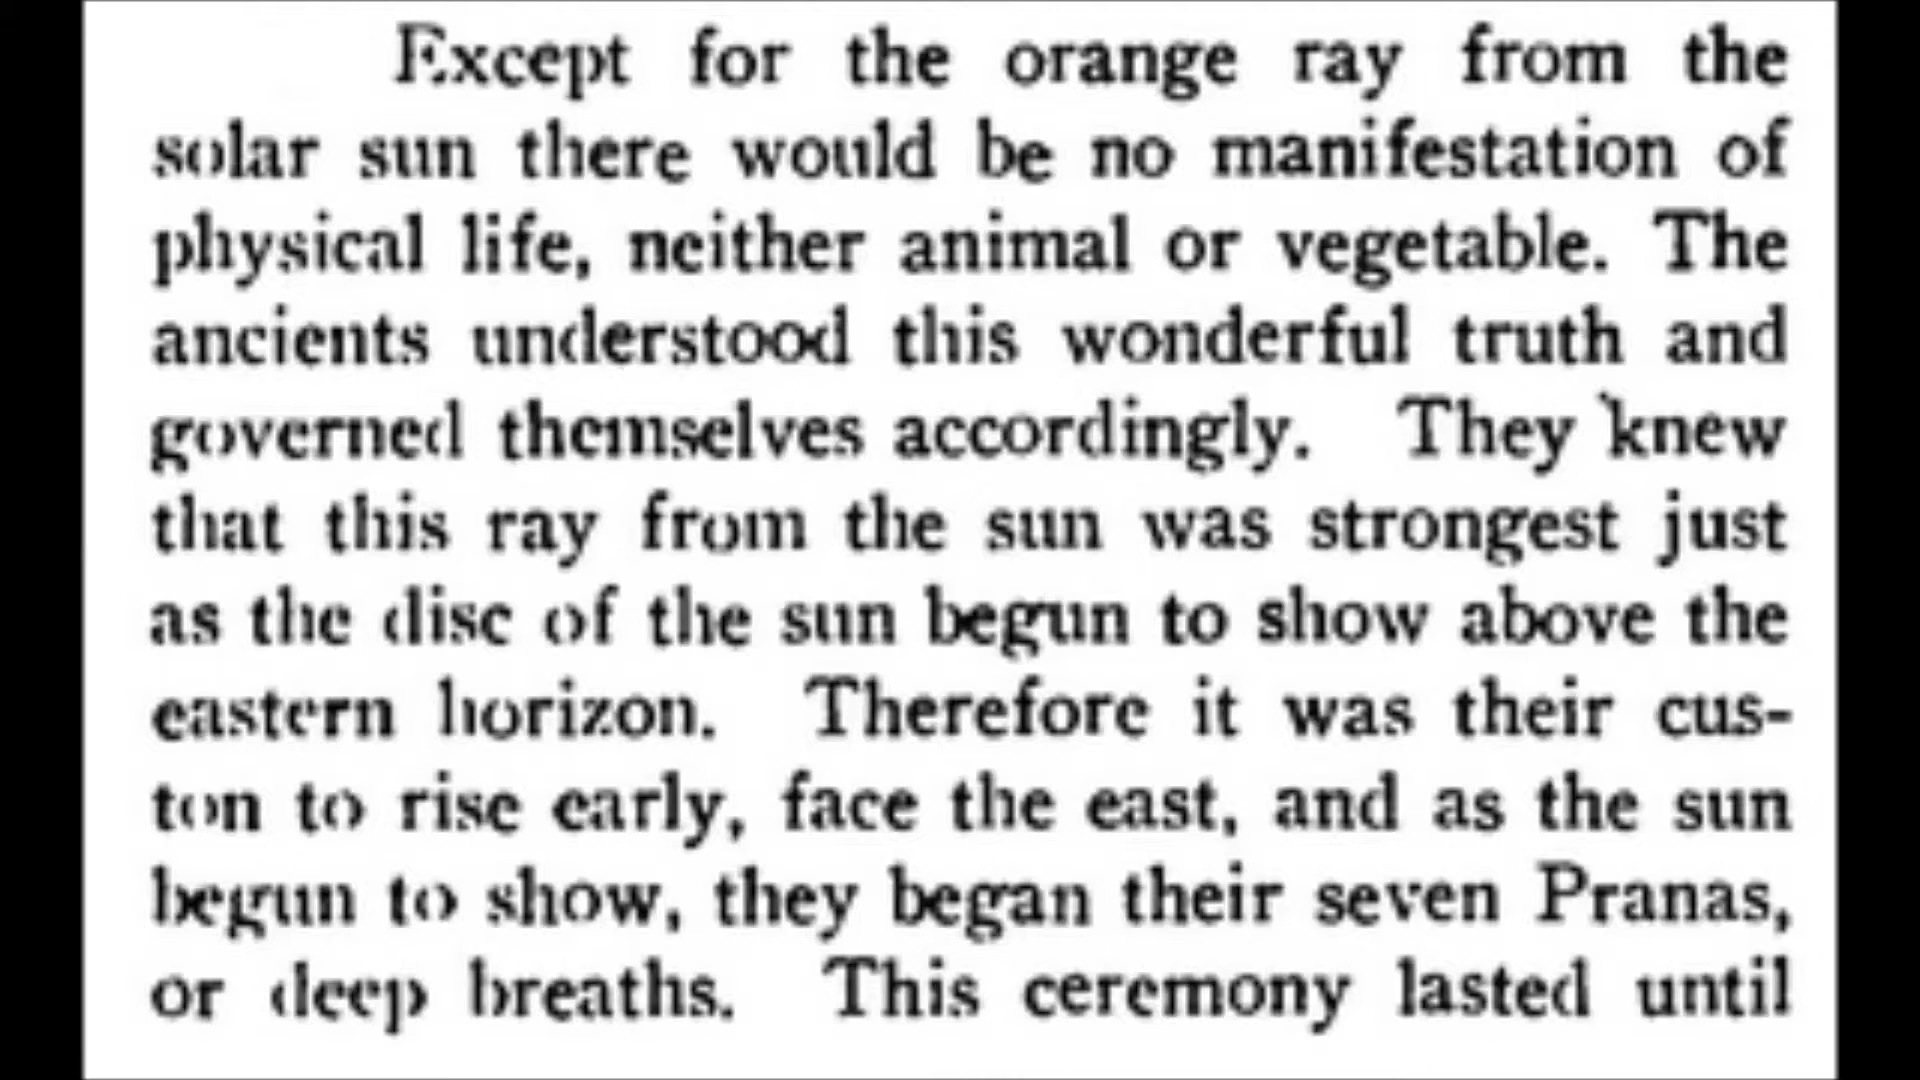 Except for the orange ray from the
solar sun there would be no manifestation of
physical life, neither animal or vegetable. The
ancients understood this wonderful truth and
governed themselves accordingly. They knew
that this ray from the sun was strongest just
as the disc of the sun begun to show above the
eastern horizon. Therefore it was their cus-
ton to rise early, face the east, and as the sun
begun to show, they began their seven Pranas,
or deep breaths. This ceremony lasted until